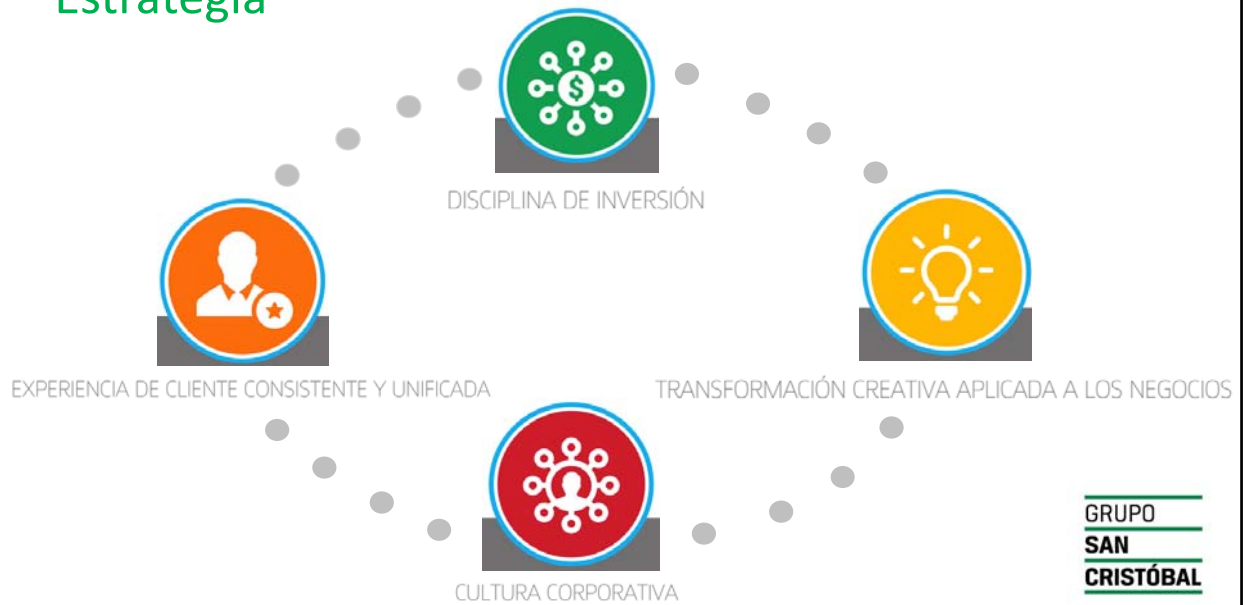 Estrategia
DISCIPLINA DE INVERSIÓN
EXPERIENCIA DE CLIENTE CONSISTENTE Y UNIFICADA
TRANSFORMACIÓN CREATIVA APLICADA A LOS NEGOCIOS
CULTURA CORPORATIVA
GRUPO
SAN
CRISTÓBAL
$